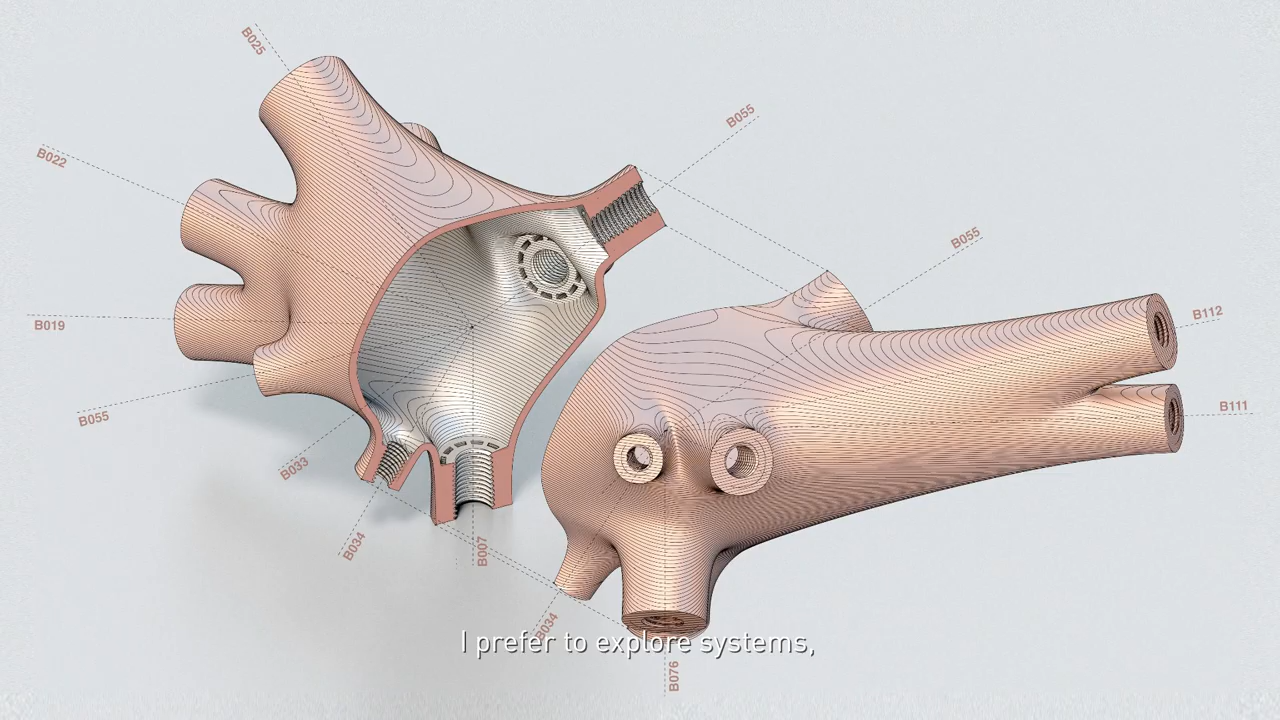 B025
B055
B022
B055
B112
B019
B111
B055
B033
B034
B007
B034
I prefer to explore systems,
B076